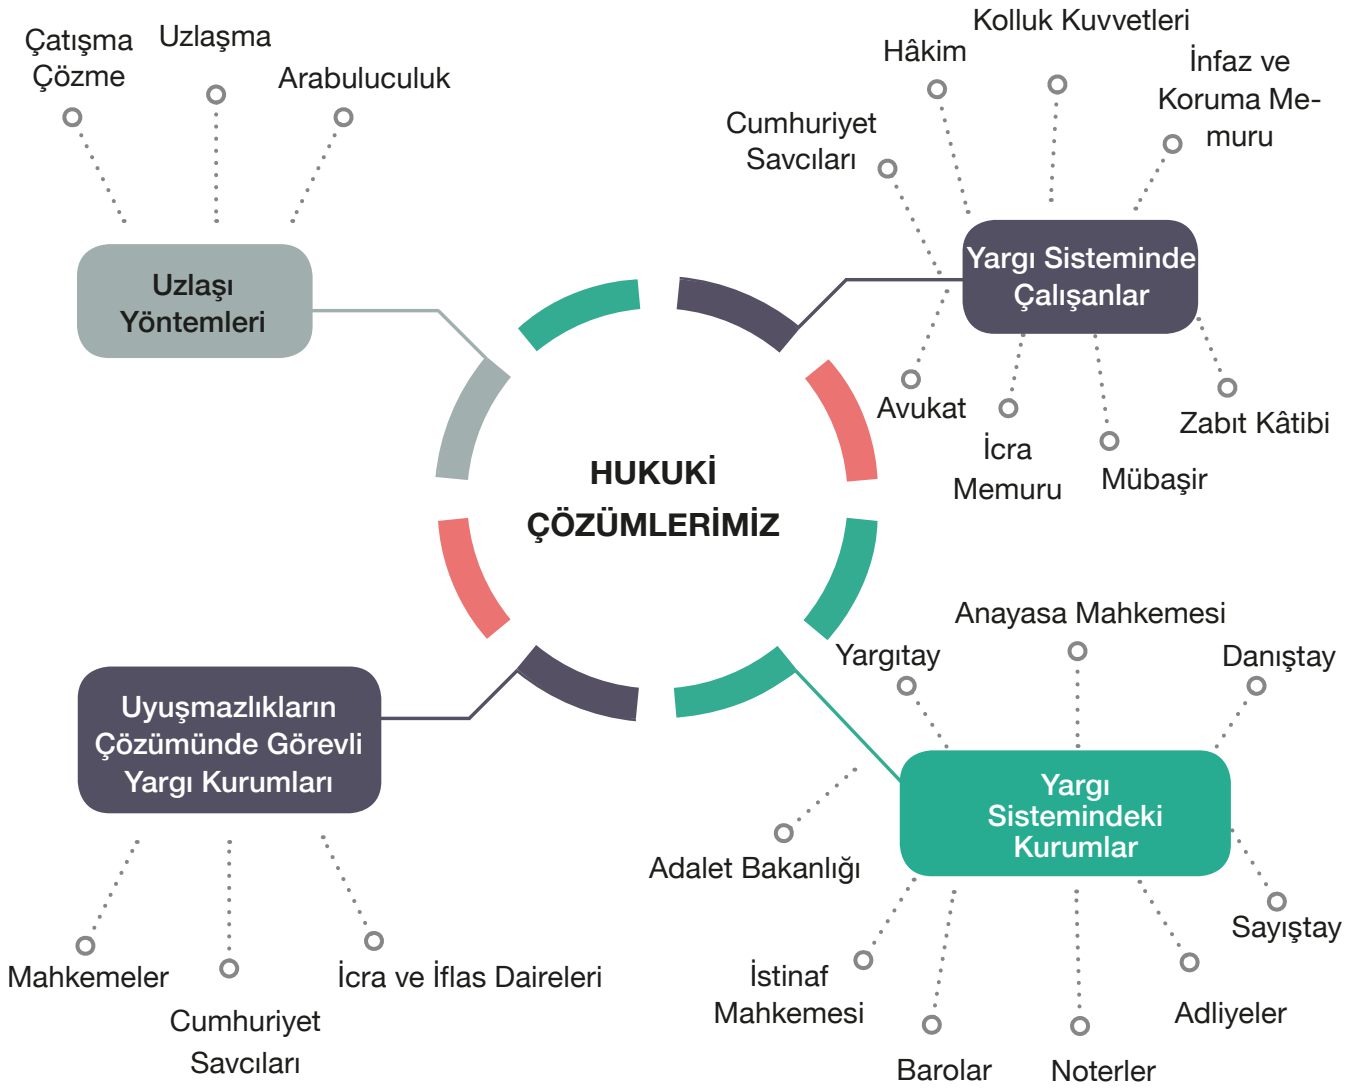 Çatışma
Çözme
Uzlaşma
Arabuluculuk
Uzlaşı
Yöntemleri
Kolluk Kuvvetleri
Hâkim
İnfaz ve
Koruma Me-
muru
Cumhuriyet
Savcıları
Yargı Sisteminde
Çalışanlar
Avukat
İcra
Memuru
Mübaşir
Zabıt Kâtibi
HUKUKİ
ÇÖZÜMLERİMİZ
Uyuşmazlıkların
Çözümünde Görevli
Yargı Kurumları
Mahkemeler
Cumhuriyet
Savcıları
İcra ve İflas Daireleri
Anayasa Mahkemesi
Yargıtay
Danıştay
Yargı
Sistemindeki
Kurumlar
Adalet Bakanlığı
İstinaf
Mahkemesi
Barolar
Noterler
Adliyeler
Sayıştay